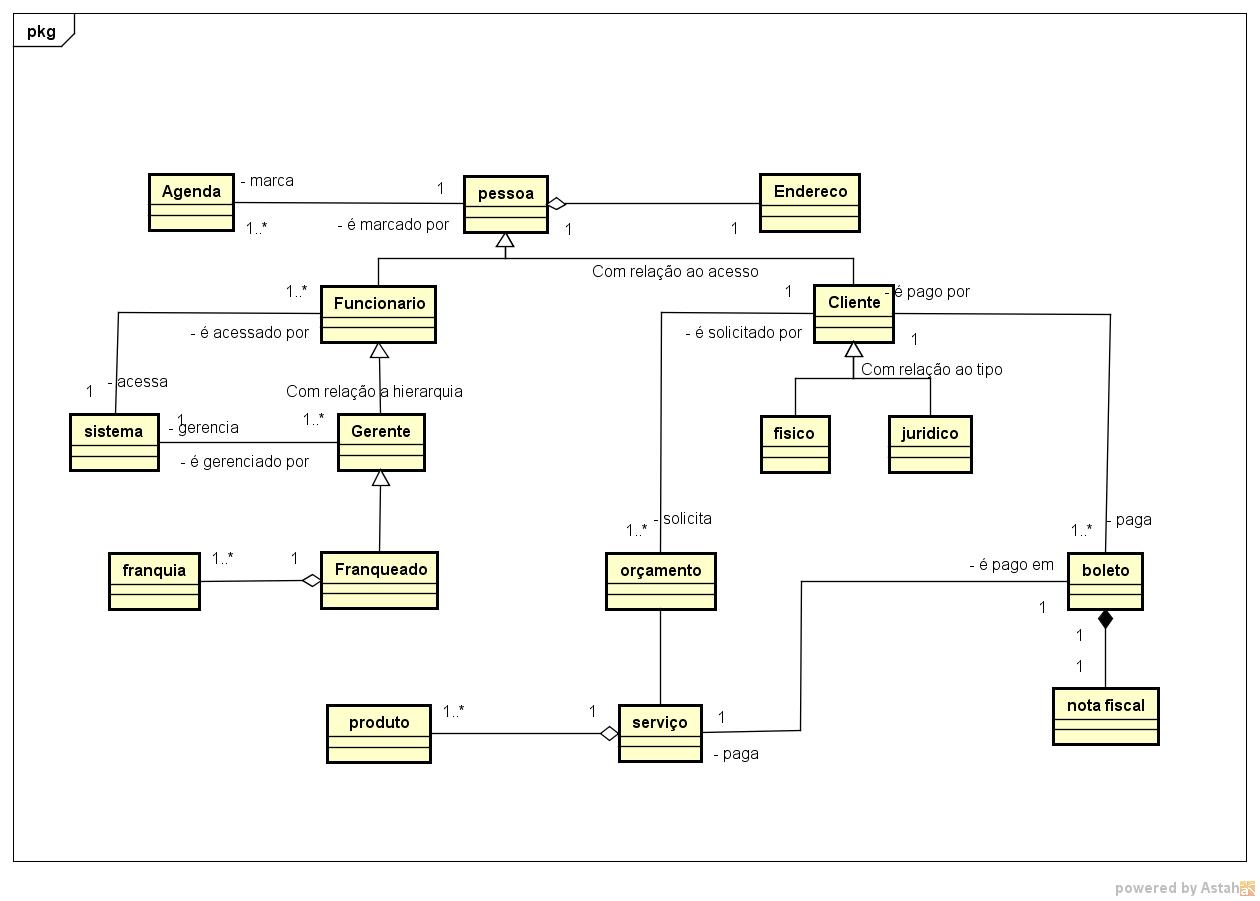 pkg
Agenda
- marca
1
pessoa
Endereco
1..*
- é marcado por
1
1
Com relação ao acesso
1..*
Funcionario
1
Cliente
- é pago por
- é acessado por
- é solicitado por
1
Com relação ao tipo
1
- acessa
Com relação a hierarquia
sistema
1
- gerencia
1..*
Gerente
fisico
juridico
- é gerenciado por
1..*
- solicita
1..*
- paga
franquia
1..*
1
Franqueado
orçamento
- é pago em
boleto
1
1
1
produto
1..*
1
serviço
1
- paga
nota fiscal
powered by Astah